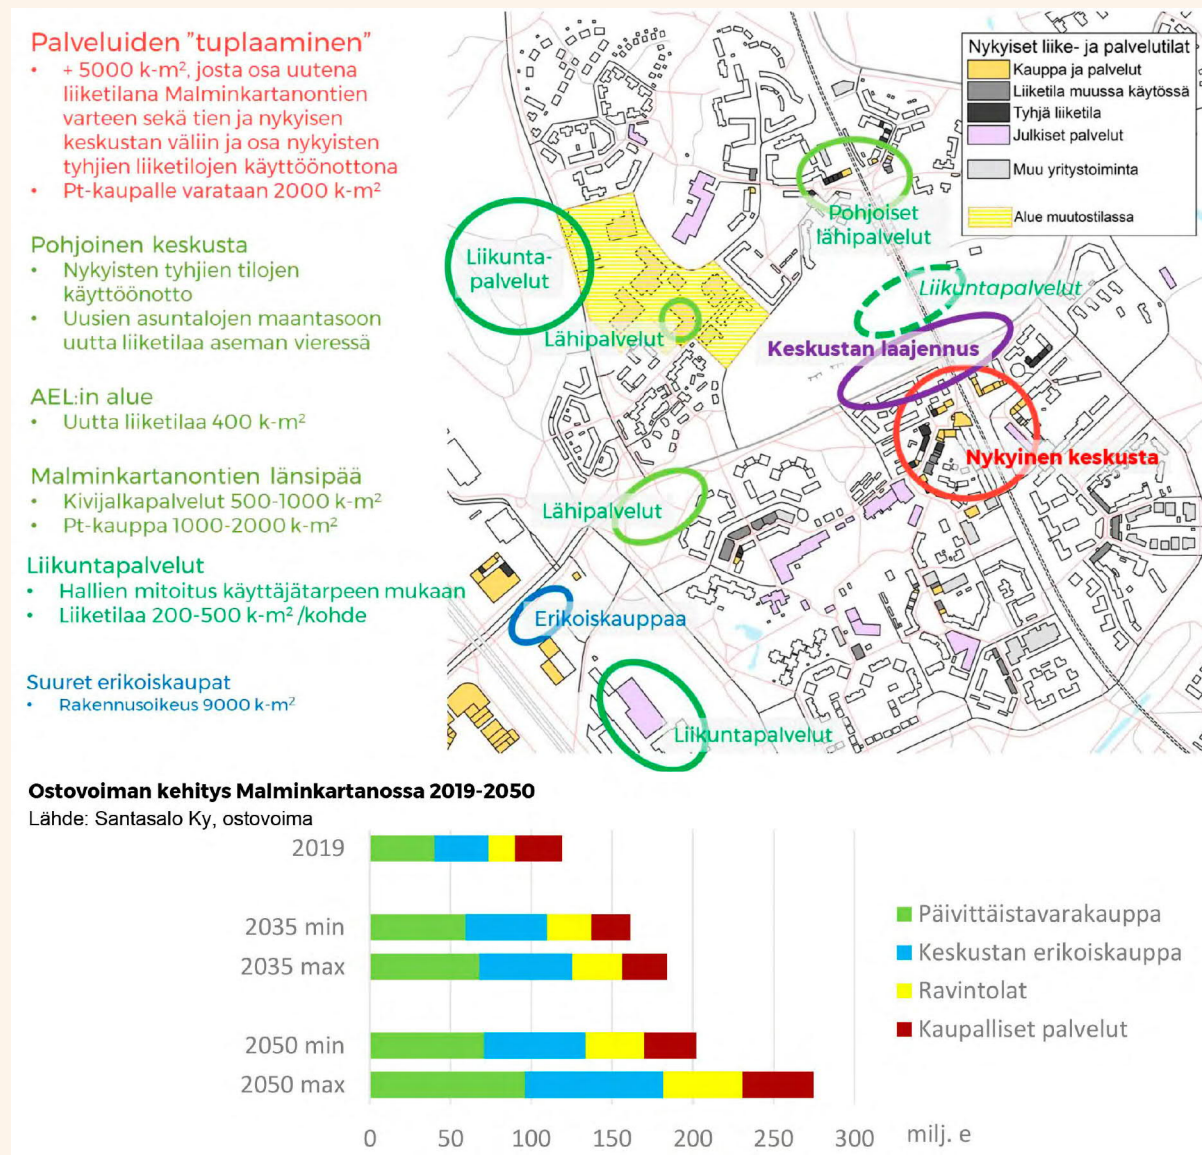 Palveluiden ”tuplaaminen”
• + 5000 k-m², josta osa uutena
liiketilana Malminkartanontien
varteen sekä tien ja nykyisen
keskustan väliin ja osa nykyisten
tyhjien liiketilojen käyttöönottona
• Pt-kaupalle varataan 2000 k-m²
Pohjoinen keskusta
• Nykyisten tyhjien tilojen
käyttöönotto
• Uusien asuntalojen maantasoon
uutta liiketilaa aseman vieressä
AEL:in alue
• Uutta liiketilaa 400 k-m²
Malminkartanontien länsipää
• Kivijalkapalvelut 500-1000 k-m²
• Pt-kauppa 1000-2000 k-m²
Liikuntapalvelut
• Hallien mitoitus käyttäjätarpeen mukaan
• Liiketilaa 200-500 k-m² /kohde
Suuret erikoiskaupat
• Rakennusoikeus 9000 k-m²
Nykyiset liike- ja palvelutilat
Kauppa ja palvelut
Liiketila muussa käytössä
Tyhjä liiketila
Julkiset palvelut
Muu yritystoiminta
Alue muutostilassa
Pohjoiset
lähipalvelut
Liikunta-
palvelut
Liikuntapalvelut
Lähipalvelut
Keskustan laajennus
Nykyinen keskusta
Lähipalvelut
Erikoiskauppaa
Liikuntapalvelut
Ostovoiman kehitys Malminkartanossa 2019-2050
Lähde: Santasalo Ky, ostovoima
2019
2035 min
2035 max
2050 min
2050 max
0 50 100 150 200 250 300 milj. e
Päivittäistavarakauppa
Keskustan erikoiskauppa
Ravintolat
Kaupalliset palvelut